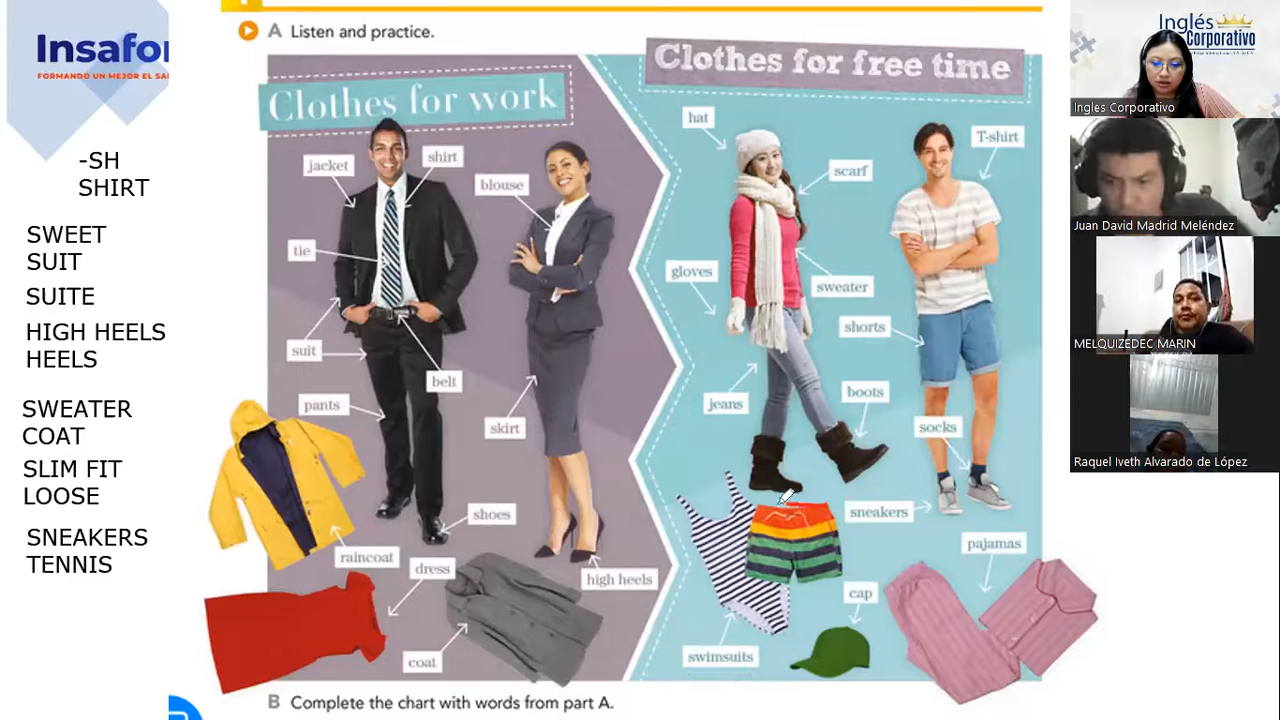 Insafor
FORMANDO UN MEJOR EL SA
-SH
SHIRT
SWEET
SUIT
SUITE
HIGH HEELS
HEELS
SWEATER
COAT
SLIM FIT
LOOSE
SNEAKERS
TENNIS
A Listen and practice.
Clothes for work
jacket
shirt
blouse
tie
suit
belt
pants
skirt
shoes
raincoat
dress
high heels
coat
Clothes for free time
hat
T-shirt
scarf
gloves
sweater
shorts
jeans
boots
socks
sneakers
pajamas
cap
swimsuits
B Complete the chart with words from part A.
Inglés
Corporativo
Ingles Corporativo
Juan David Madrid Meléndez
MELQUIZEDEC MARIN
Raquel Iveth Alvarado de López